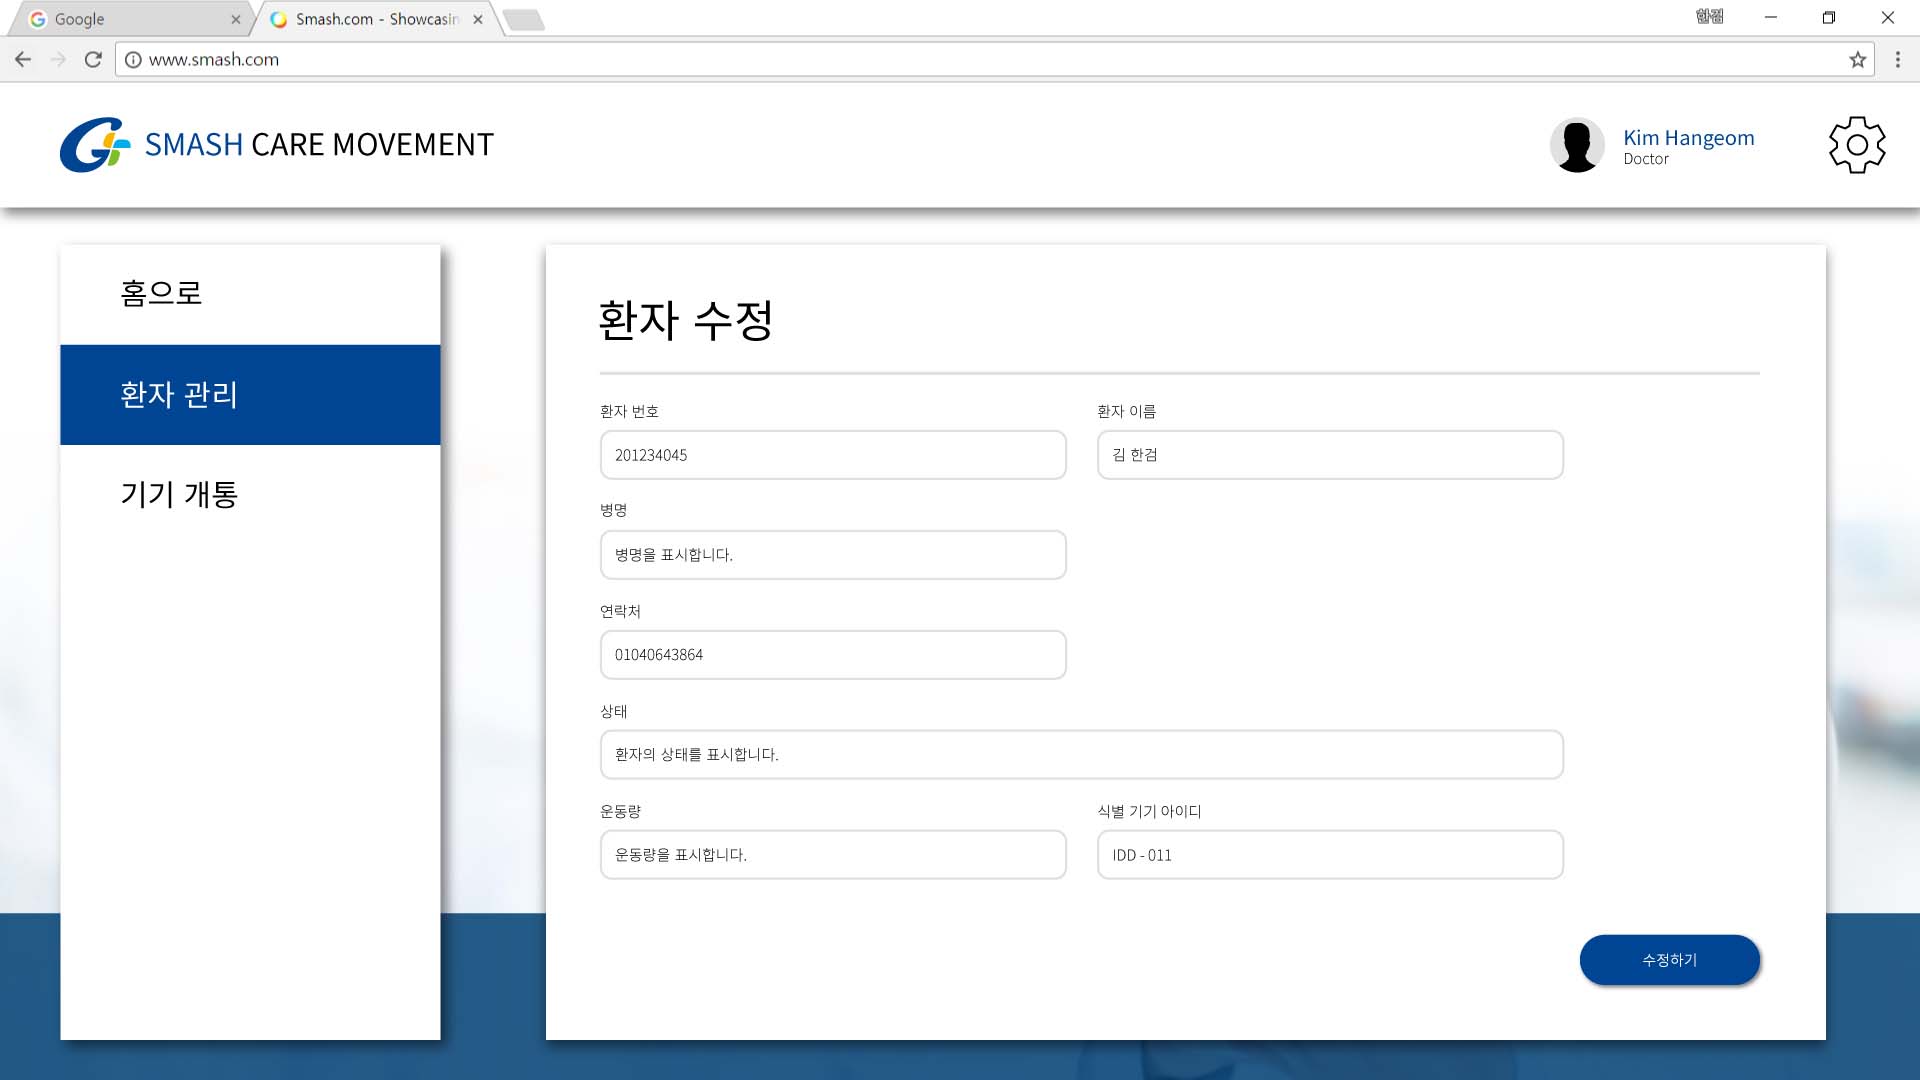 Google
Smash.com - Showcasin
한검
www.smash.com
SMASH CARE MOVEMENT
Kim Hangeom
Doctor
홈으로
환자 관리
기기 개통
환자 수정
환자 번호
환자 이름
201234045
김 한검
병명
병명을 표시합니다.
연락처
01040643864
상태
환자의 상태를 표시합니다.
운동량
식별 기기 아이디
운동량을 표시합니다.
IDD - 011
수정하기